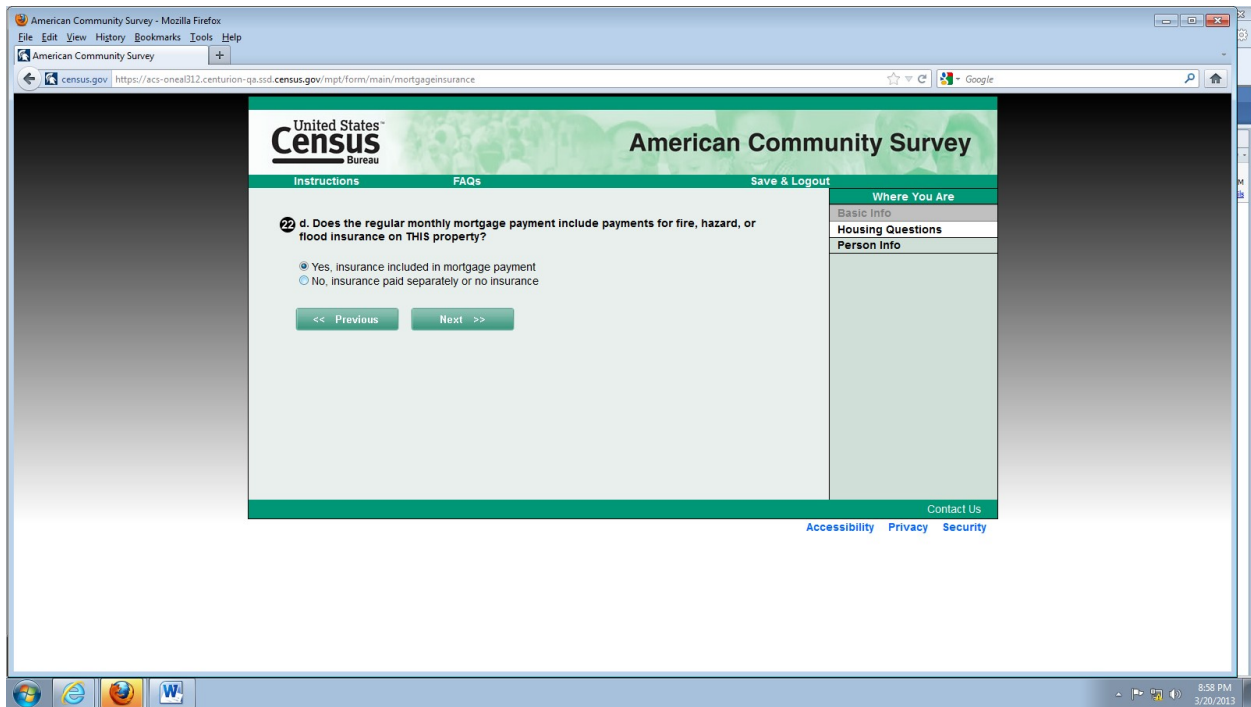 American Community Survey - Mozilla Firefox
File Edit View History Bookmarks Tools Help
American Community Survey +
census.gov https://acs-oneal312.centurion-qa.ssd.census.gov/mpt/form/main/mortgageinsurance Google
United States™
Census
Bureau
American Community Survey
Instructions FAQs Save & Logout
Where You Are
Basic Info
Housing Questions
Person Info
22 d. Does the regular monthly mortgage payment include payments for fire, hazard, or
flood insurance on THIS property?
Yes, insurance included in mortgage payment
No, insurance paid separately or no insurance
<< Previous Next >>
Contact Us
Accessibility Privacy Security
W
8:58 PM
3/20/2013